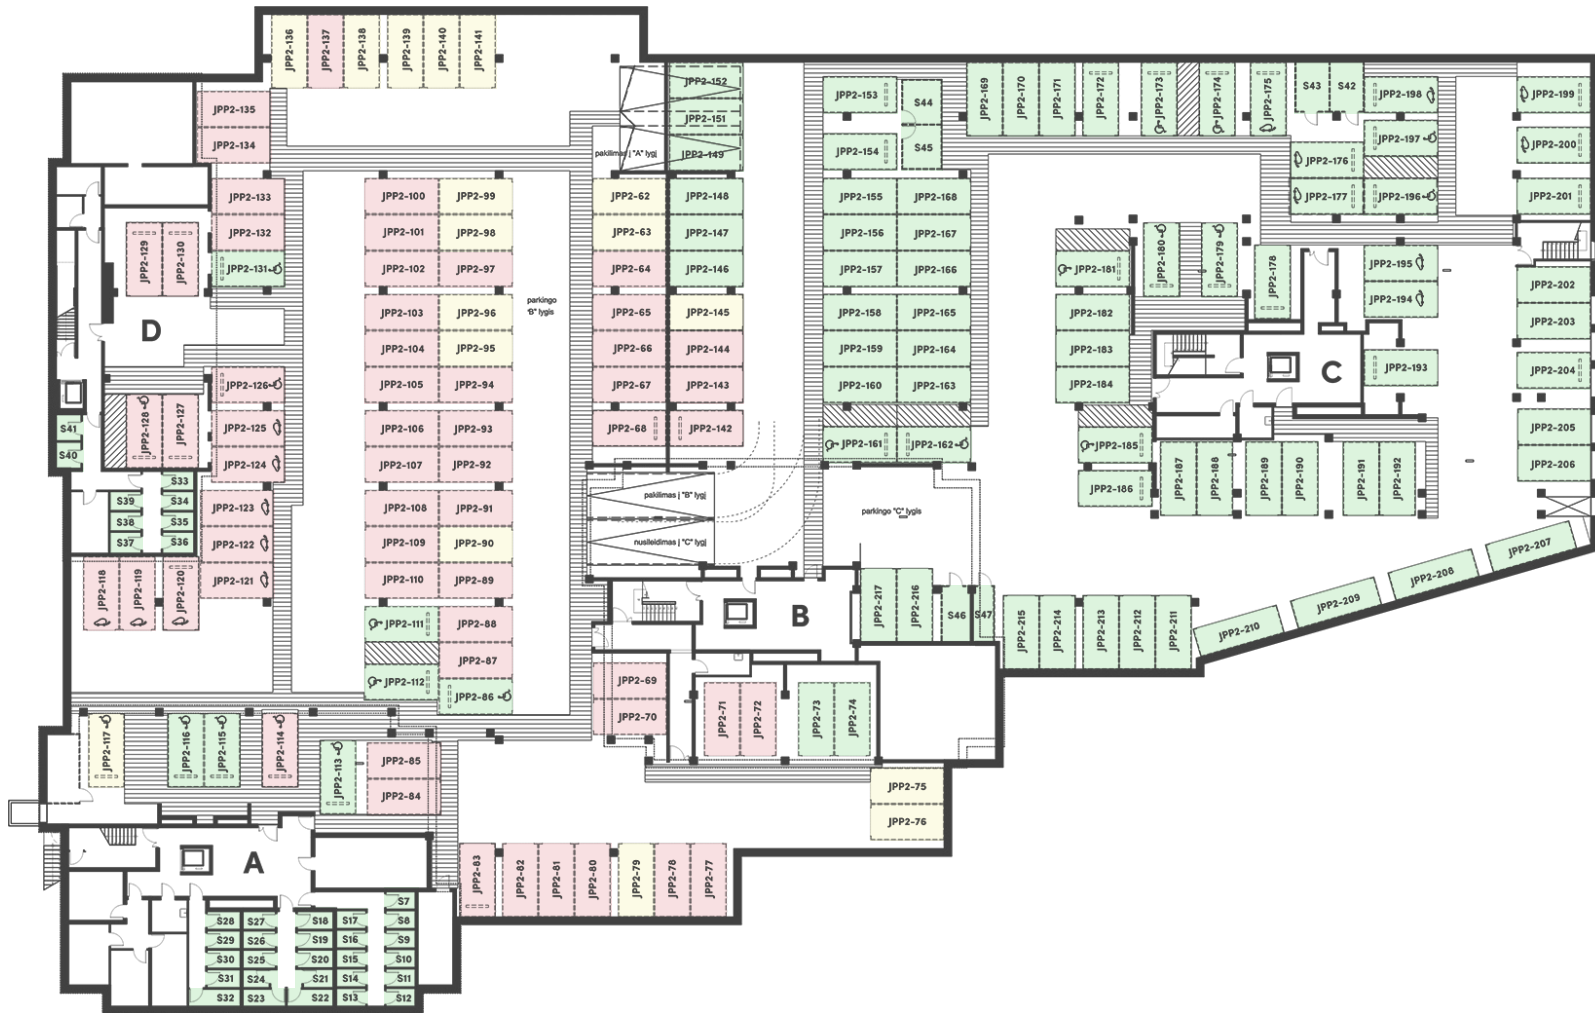 JPP2-136
JPP2-137
JPP2-138
JPP2-139
JPP2-140
JPP2-141
JPP2-135
JPP2-134
JPP2-133
JPP2-132
JPP2-131
JPP2-129
JPP2-130
D
JPP2-126
JPP2-125
JPP2-124
JPP2-128
JPP2-127
S41
S40
S39
S38
S37
S33
S34
S35
S36
JPP2-123
JPP2-122
JPP2-121
JPP2-118
JPP2-119
JPP2-120
JPP2-100
JPP2-99
JPP2-101
JPP2-98
JPP2-102
JPP2-97
JPP2-103
JPP2-96
JPP2-104
JPP2-95
JPP2-105
JPP2-94
JPP2-106
JPP2-93
JPP2-107
JPP2-92
JPP2-108
JPP2-91
JPP2-109
JPP2-90
JPP2-110
JPP2-89
JPP2-111
JPP2-88
JPP2-87
JPP2-112
JPP2-86
parkingo
"B" lygis
JPP2-152
JPP2-151
JPP2-149
pakilimas į "A" lygį
JPP2-62
JPP2-148
JPP2-63
JPP2-147
JPP2-64
JPP2-146
JPP2-65
JPP2-145
JPP2-66
JPP2-144
JPP2-67
JPP2-143
JPP2-68
JPP2-142
pakilimas į "B" lygį
nusileidimas į "C" lygį
parkingo "C" lygis
JPP2-153
JPP2-154
S44
S45
JPP2-155
JPP2-168
JPP2-156
JPP2-167
JPP2-157
JPP2-166
JPP2-158
JPP2-165
JPP2-159
JPP2-164
JPP2-160
JPP2-163
JPP2-161
JPP2-162
JPP2-169
JPP2-170
JPP2-171
JPP2-172
JPP2-173
JPP2-174
JPP2-175
S43
S42
JPP2-198
JPP2-197
JPP2-176
JPP2-177
JPP2-196
JPP2-199
JPP2-200
JPP2-201
JPP2-180
JPP2-179
JPP2-178
JPP2-181
JPP2-182
JPP2-183
JPP2-184
JPP2-185
JPP2-186
JPP2-195
JPP2-194
JPP2-193
C
JPP2-202
JPP2-203
JPP2-204
JPP2-205
JPP2-206
JPP2-187
JPP2-188
JPP2-189
JPP2-190
JPP2-191
JPP2-192
JPP2-207
JPP2-208
JPP2-209
JPP2-210
B
JPP2-217
JPP2-216
S46
S47
JPP2-215
JPP2-214
JPP2-213
JPP2-212
JPP2-211
JPP2-69
JPP2-70
JPP2-71
JPP2-72
JPP2-73
JPP2-74
JPP2-75
JPP2-76
JPP2-117
JPP2-116
JPP2-115
JPP2-114
JPP2-113
JPP2-85
JPP2-84
A
JPP2-83
JPP2-82
JPP2-81
JPP2-80
JPP2-79
JPP2-78
JPP2-77
S7
S28
S27
S18
S17
S8
S29
S26
S19
S16
S9
S30
S25
S20
S15
S10
S31
S24
S21
S14
S11
S32
S23
S22
S13
S12